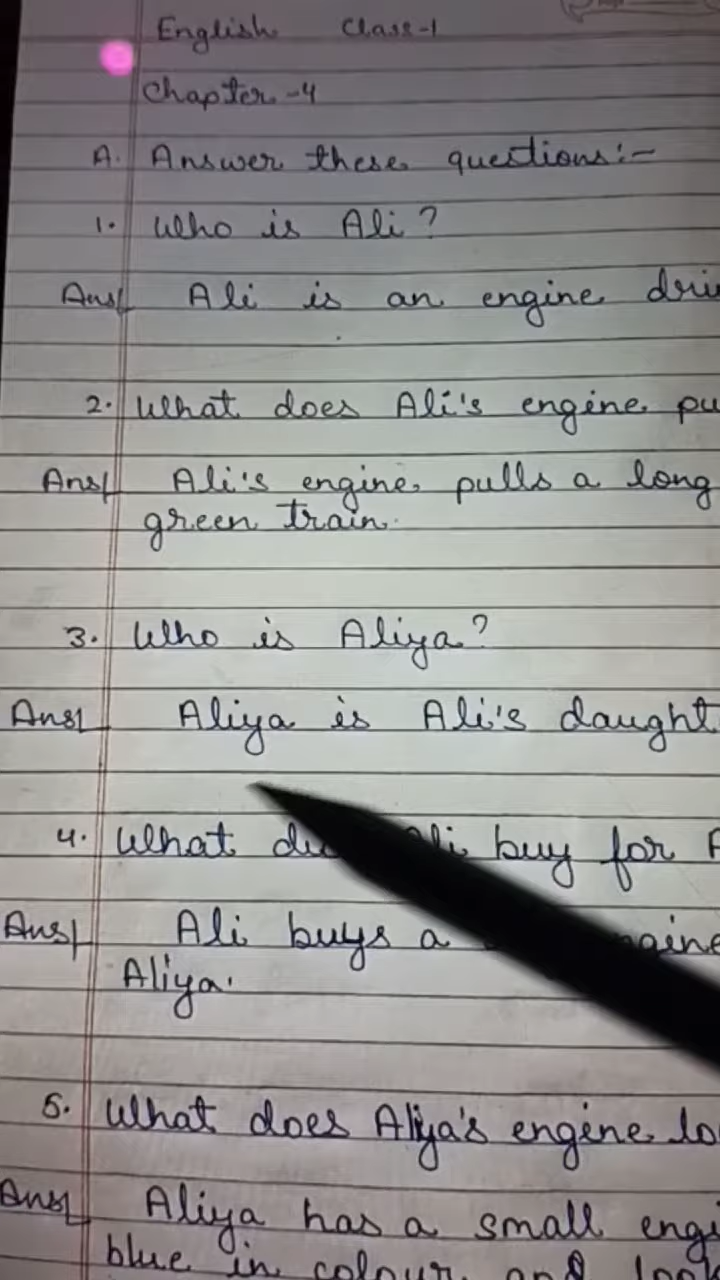 English Class-1
Chapter-4
A. Answer these questions:-
1. Who is Ali?
Ans Ali is an engine
2. What does Ali's engine
Ans Ali's engine pulls a long
green train.
3. Who is Aliya?
Ans Aliya is Ali's
4. What buy for
Ans Ali buys a
Aliya.
5. What does Aliya's engine
Ans Aliya has a small
blue in colour and